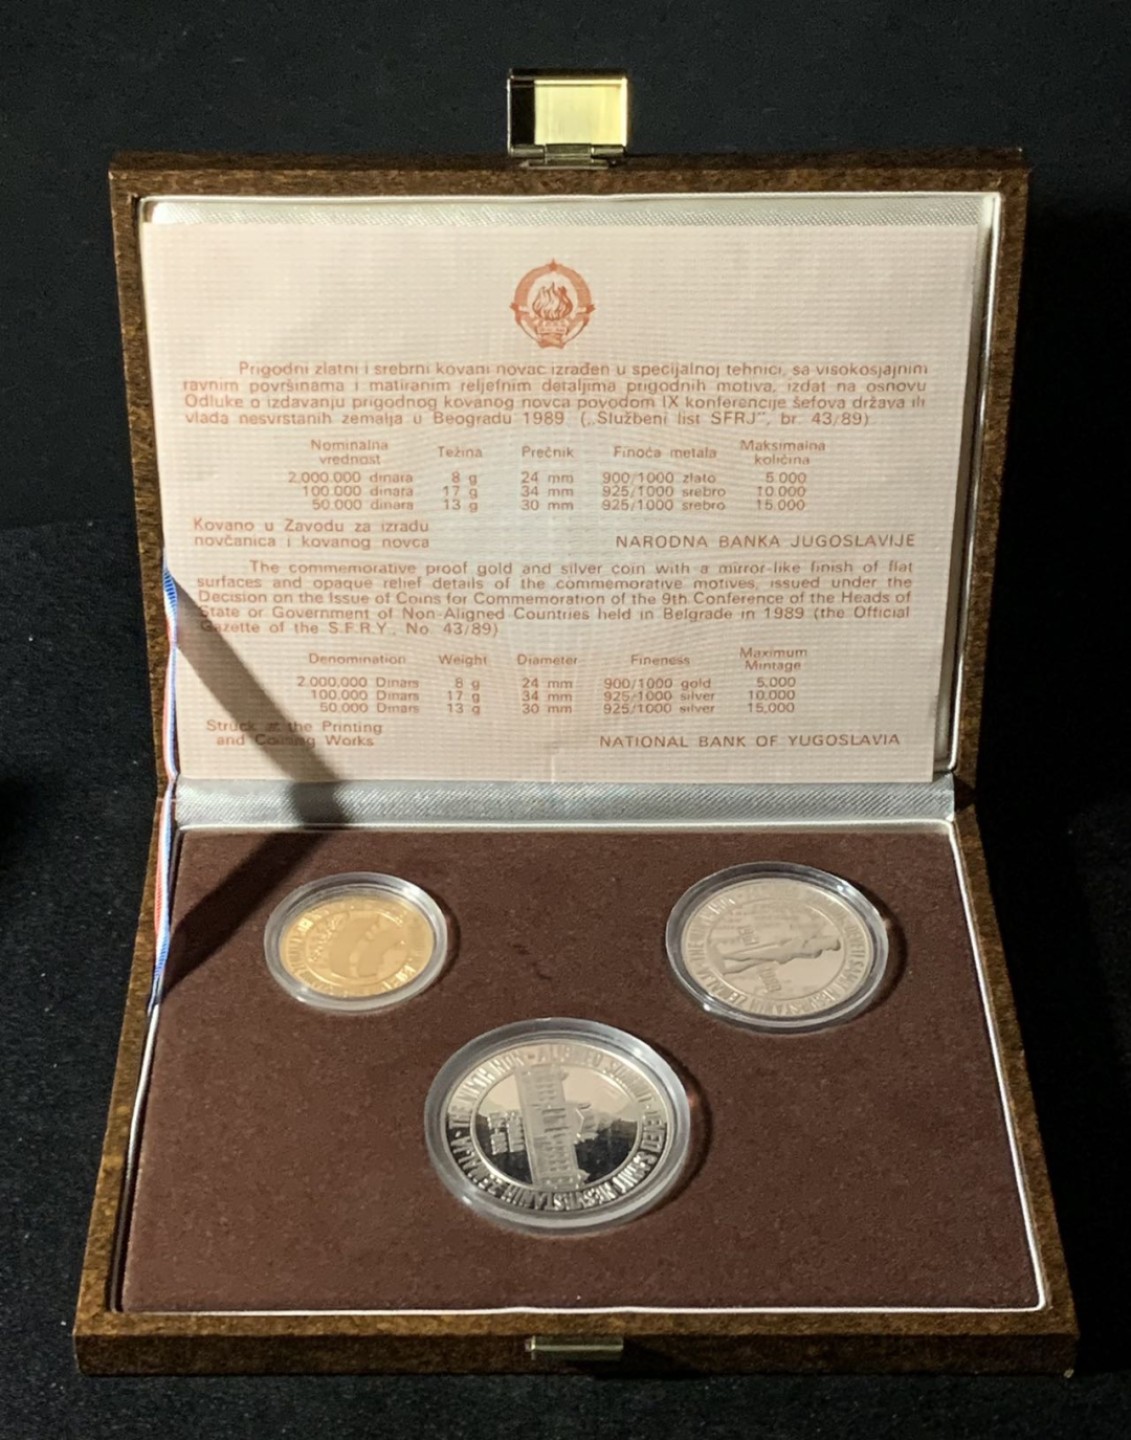 Prigodni zlatni i srebrni kovani novac izrađen u specijalnoj tehnici, sa visokosjajnim
ravnim površinama i matiranim reljefnim detaljima prigodnih motiva, izdat na osnovu
Odluke o izdavanju prigodnog kovanog novca povodom IX konferencije šefova država ili
vlada nesvrstanih zemalja u Beogradu 1989 („Službeni list SFRJ”, br. 43/89)
Nominalna vrednost Težina Prečnik Finoća metala Maksimalna količina
2,000.000 dinara 8 g 24 mm 900/1000 zlato 5.000
100.000 dinara 17 g 34 mm 925/1000 srebro 10.000
50.000 dinara 13 g 30 mm 925/1000 srebro 15.000
Kovano u Zavodu za izradu
novčanica i kovanog novca NARODNA BANKA JUGOSLAVIJE
The commemorative proof gold and silver coin with a mirror-like finish of flat
surfaces and opaque relief details of the commemorative motives, issued under the
Decision on the Issue of Coins for Commemoration of the 9th Conference of the Heads of
State or Government of Non-Aligned Countries held in Belgrade in 1989 (the Official
Gazette of the S.F.R.Y., No. 43/89)
Denomination Weight Diameter Fineness Maximum Mintage
2.000,000 Dinars 8 g 24 mm 900/1000 gold 5,000
100.000 Dinars 17 g 34 mm 925/1000 silver 10,000
50.000 Dinars 13 g 30 mm 925/1000 silver 15,000
Struck at the Printing
and Coining Works NATIONAL BANK OF YUGOSLAVIA
THE IX-TH NON-ALIGNED SUMMIT